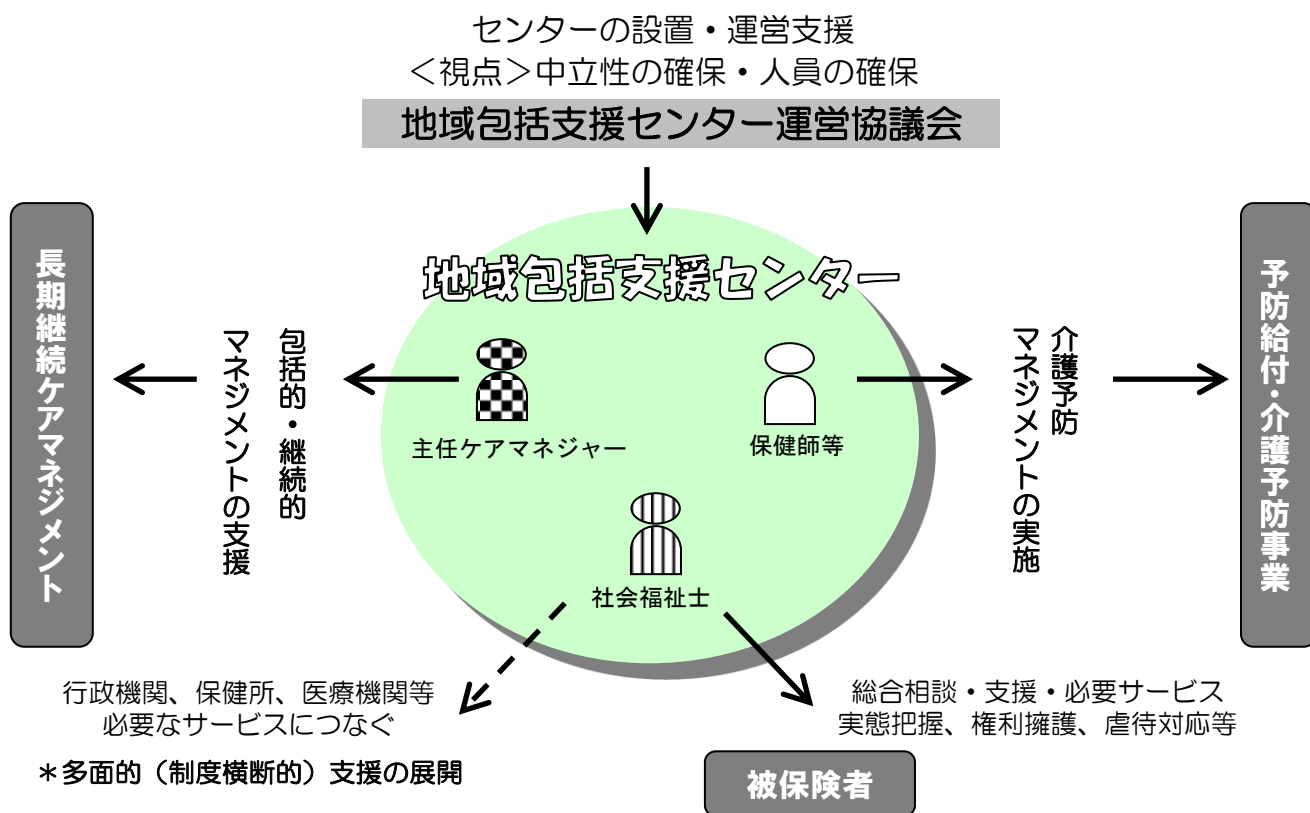 センターの設置・運営支援
＜視点＞中立性の確保・人員の確保
地域包括支援センター運営協議会
地域包括支援センター
長期継続ケアマネジメント
包括的・継続的
マネジメントの支援
主任ケアマネジャー
保健師等
介護予防
マネジメントの実施
予防給付・介護予防事業
社会福祉士
行政機関、保健所、医療機関等
必要なサービスにつなぐ
＊多面的（制度横断的）支援の展開
総合相談・支援・必要サービス
実態把握、権利擁護、虐待対応等
被保険者